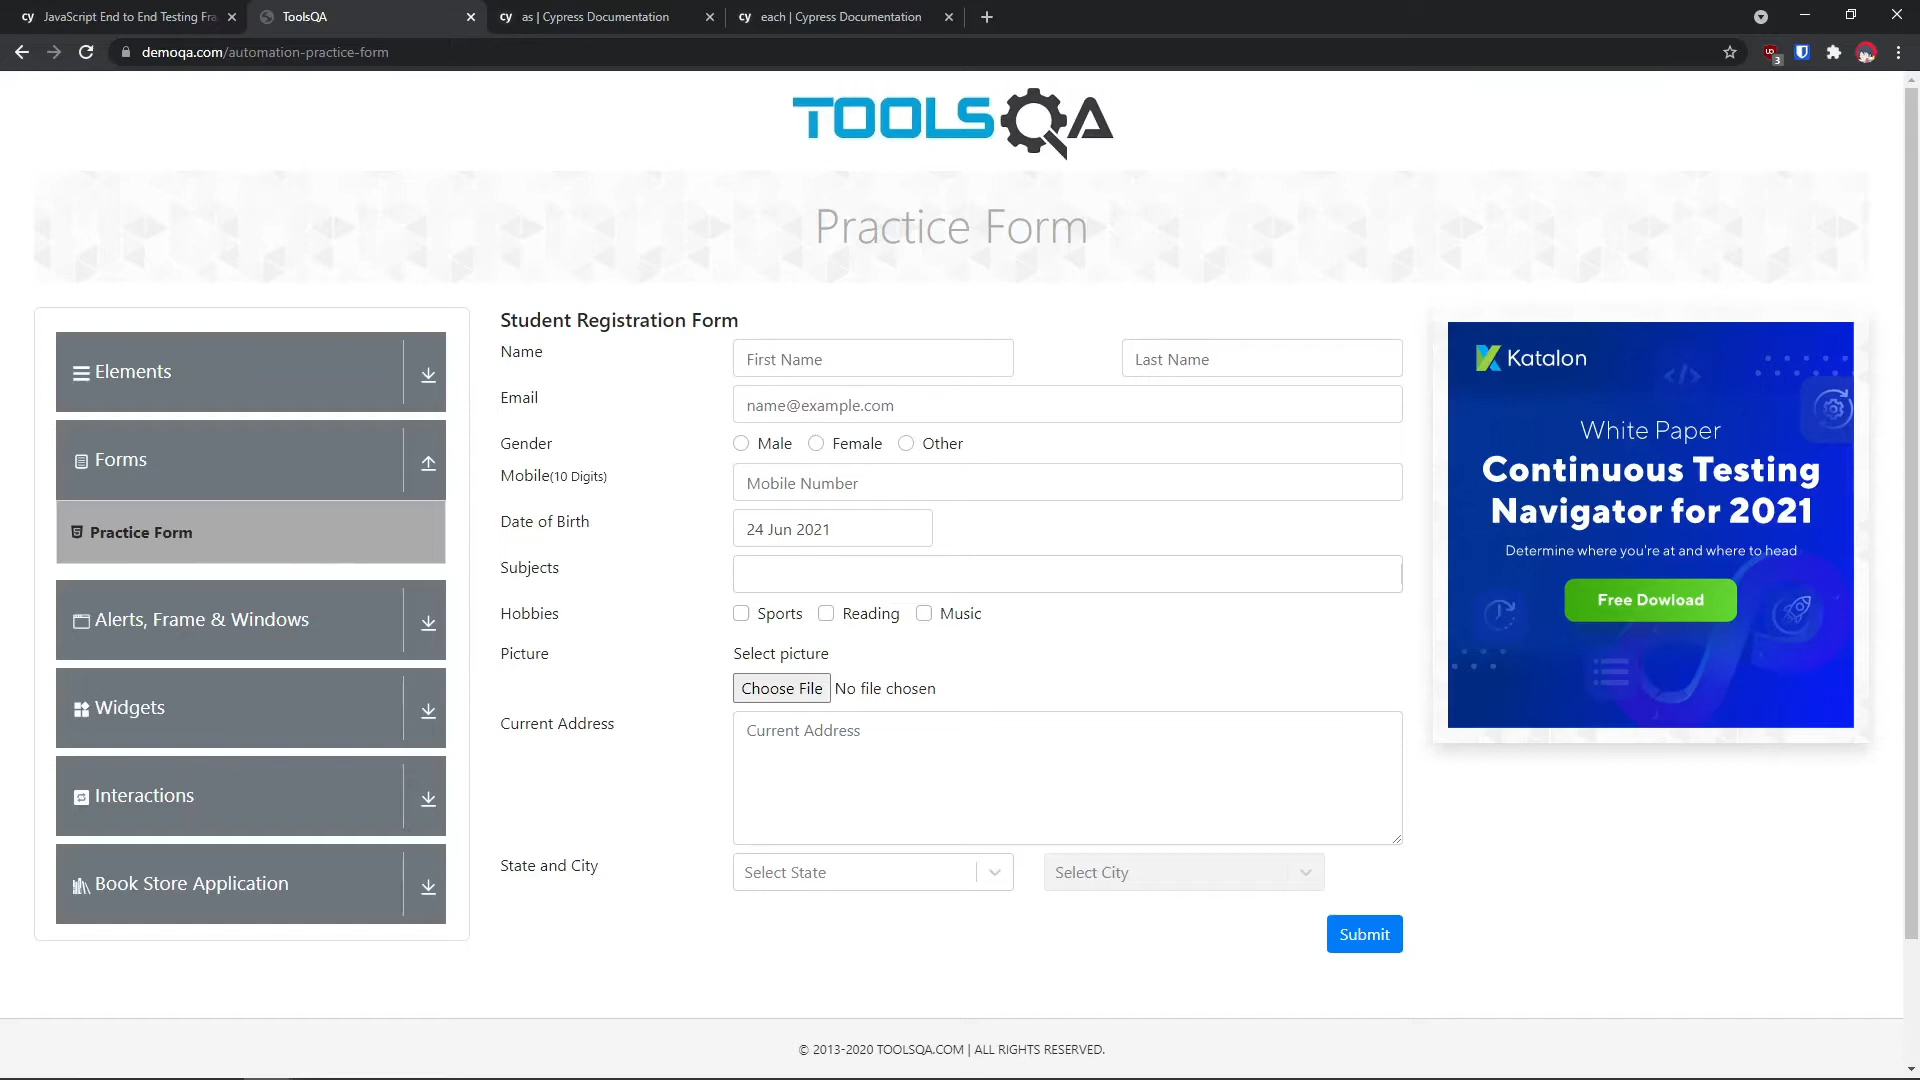 cy JavaScript End to End Testing Fra
ToolsQA
cy as | Cypress Documentation
cy each | Cypress Documentation
demoqa.com/automation-practice-form
UD
3
TOOLSQA
Practice Form
Elements
Forms
Practice Form
Alerts, Frame & Windows
Widgets
Interactions
Book Store Application
Student Registration Form
Name
First Name
Last Name
Email
name@example.com
Gender
Male
Female
Other
Mobile(10 Digits)
Mobile Number
Date of Birth
24 Jun 2021
Subjects
Hobbies
Sports
Reading
Music
Picture
Select picture
Choose File No file chosen
Current Address
Current Address
State and City
Select State
Select City
Submit
Katalon
White Paper
Continuous Testing
Navigator for 2021
Determine where you're at and where to head
Free Dowload
© 2013-2020 TOOLSQA.COM | ALL RIGHTS RESERVED.